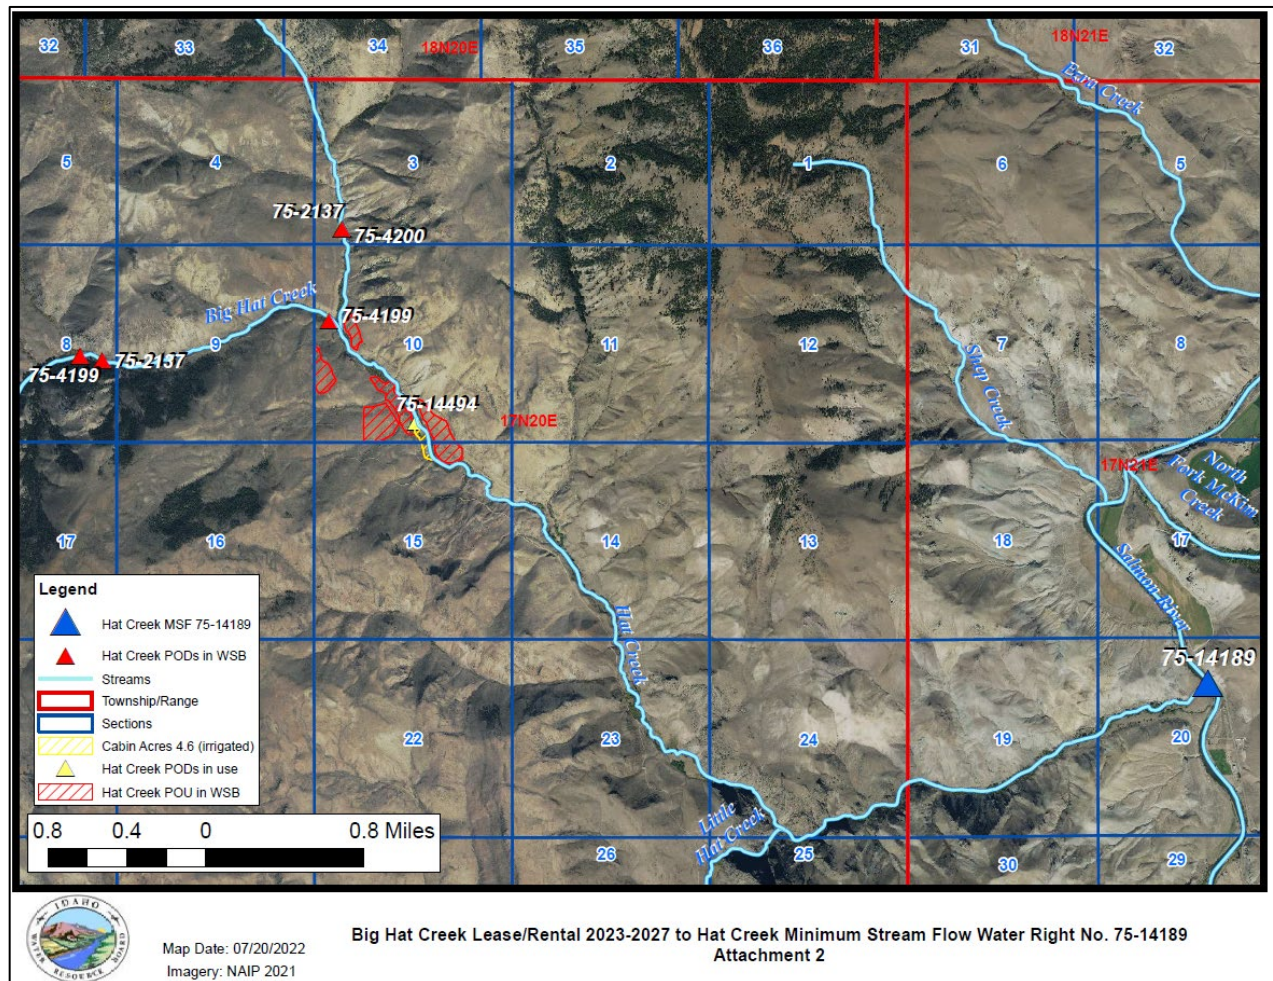 32
33
34
18N20E
35
36
31
18N21E
32
Ezra Creek
5
4
3
2
1
6
5
75-2137
75-4200
Big Hat Creek
75-4199
8
75-4199
75-2137
9
10
11
12
7
8
Sheep Creek
75-14494
17N20E
17N21E
North
Fork McKim
Creek
17
16
15
14
13
18
17
Salmon River
Hat Creek
75-14189
22
23
24
19
20
Little
Hat Creek
26
25
30
29
Legend
Hat Creek MSF 75-14189
Hat Creek PODs in WSB
Streams
Township/Range
Sections
Cabin Acres 4.6 (irrigated)
Hat Creek PODs in use
Hat Creek POU in WSB
0.8 0.4 0 0.8 Miles
IDAHO
WATER RESOURCE BOARD
Map Date: 07/20/2022
Imagery: NAIP 2021
Big Hat Creek Lease/Rental 2023-2027 to Hat Creek Minimum Stream Flow Water Right No. 75-14189
Attachment 2